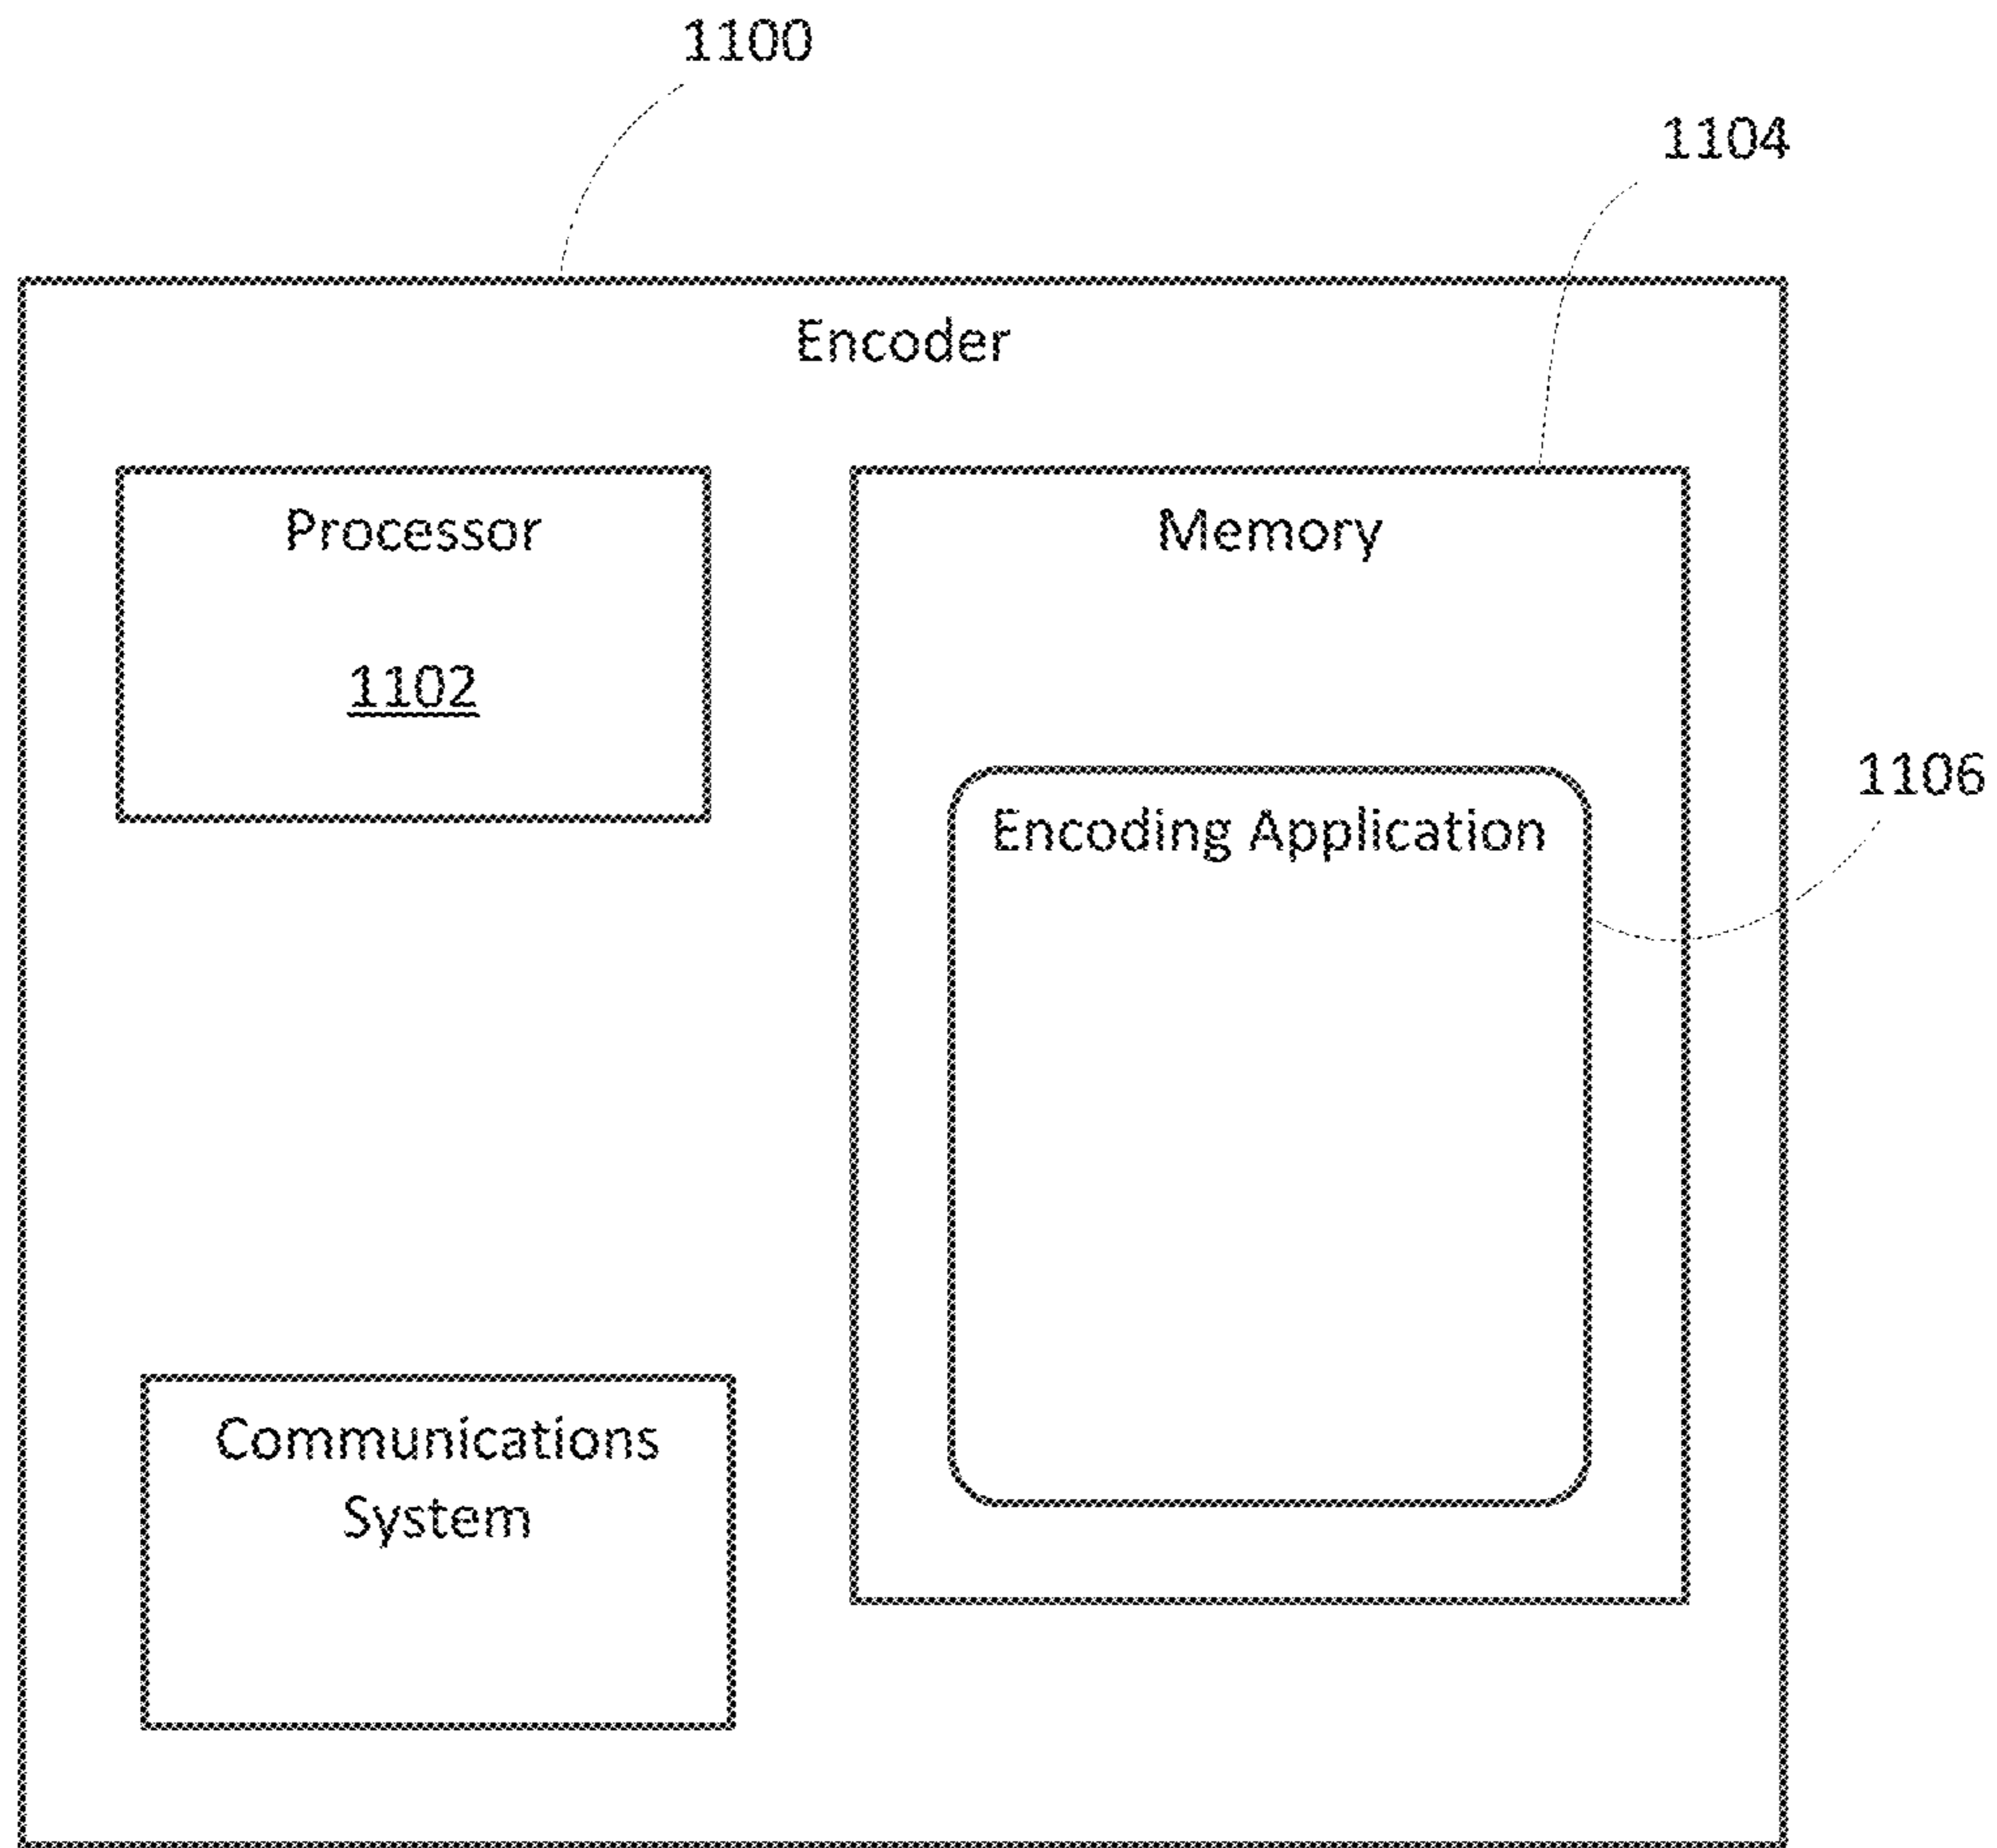 1100
1104
Encoder
Processor
1102
Memory
1106
Encoding Application
Communications
System